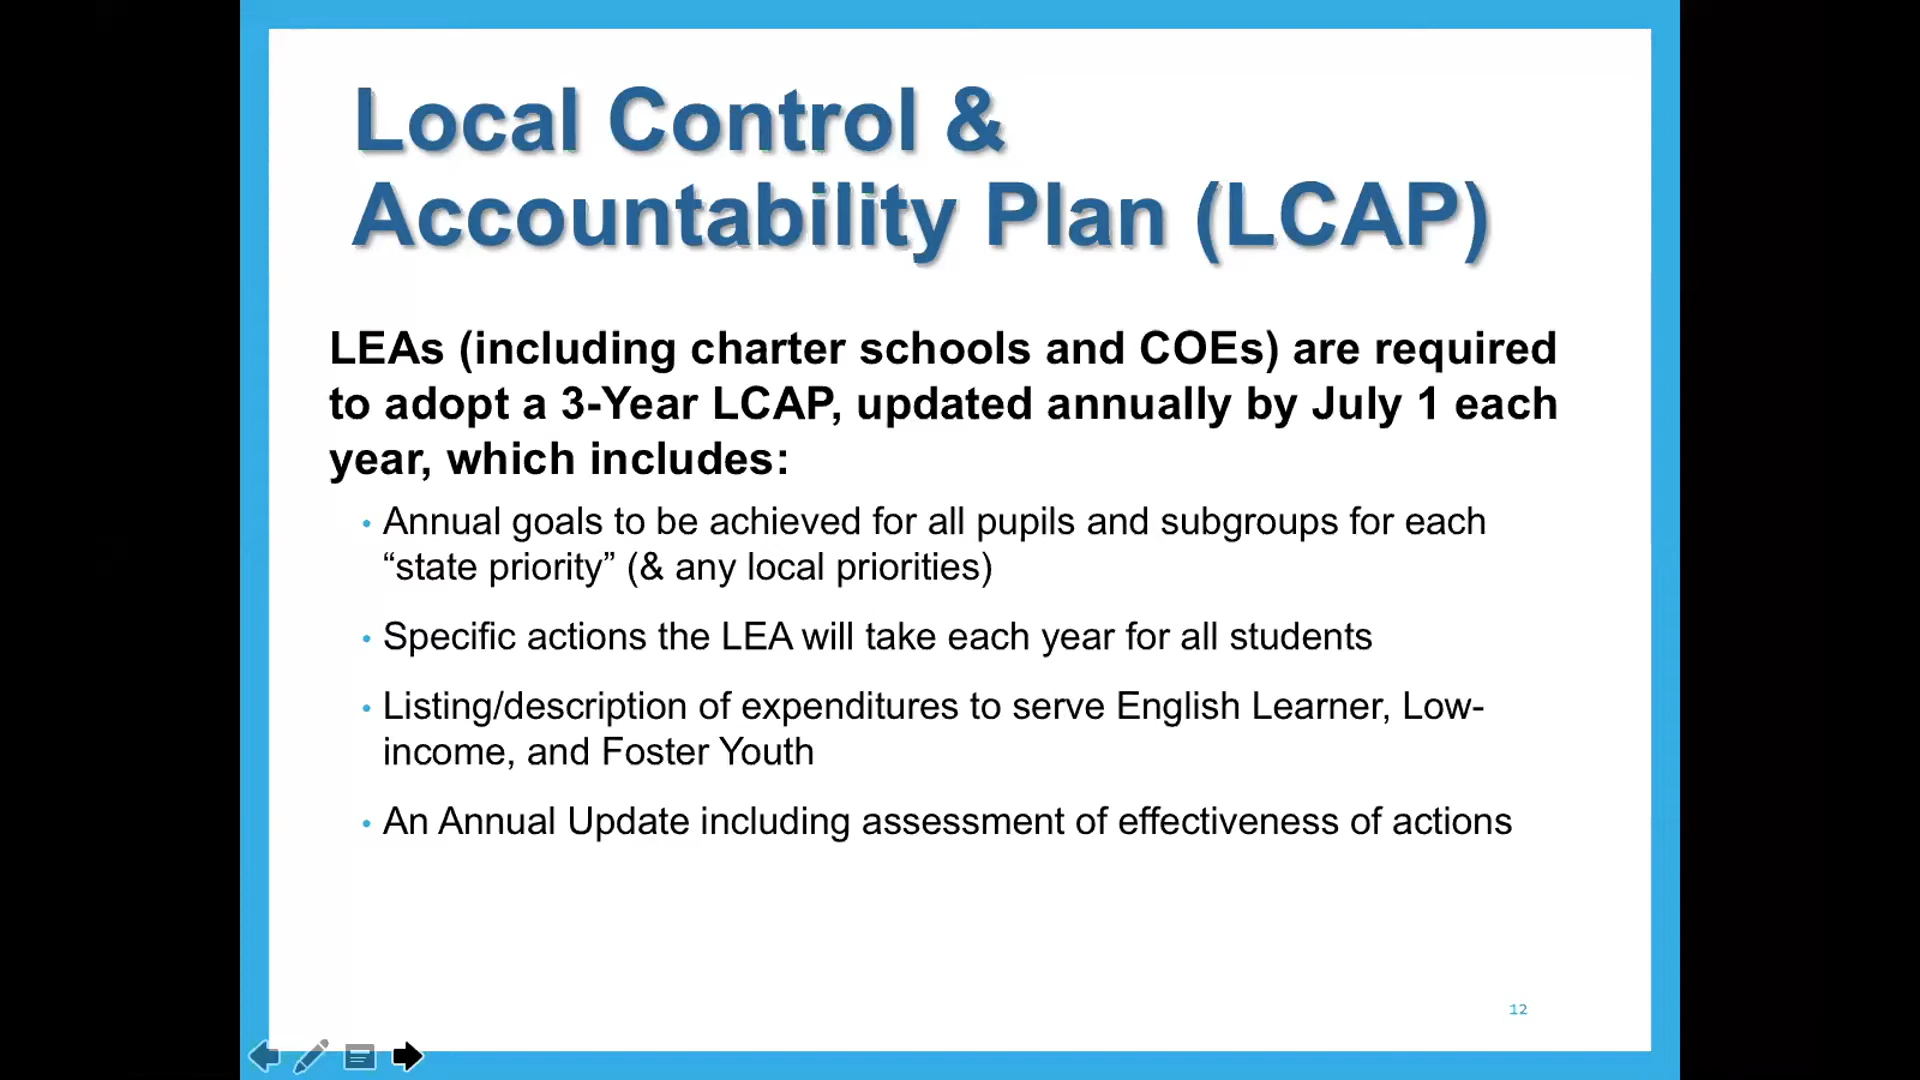 Local Control &
Accountability Plan (LCAP)
LEAs (including charter schools and COEs) are required
to adopt a 3-Year LCAP, updated annually by July 1 each
year, which includes:
• Annual goals to be achieved for all pupils and subgroups for each
“state priority” (& any local priorities)
• Specific actions the LEA will take each year for all students
• Listing/description of expenditures to serve English Learner, Low-
income, and Foster Youth
• An Annual Update including assessment of effectiveness of actions
12